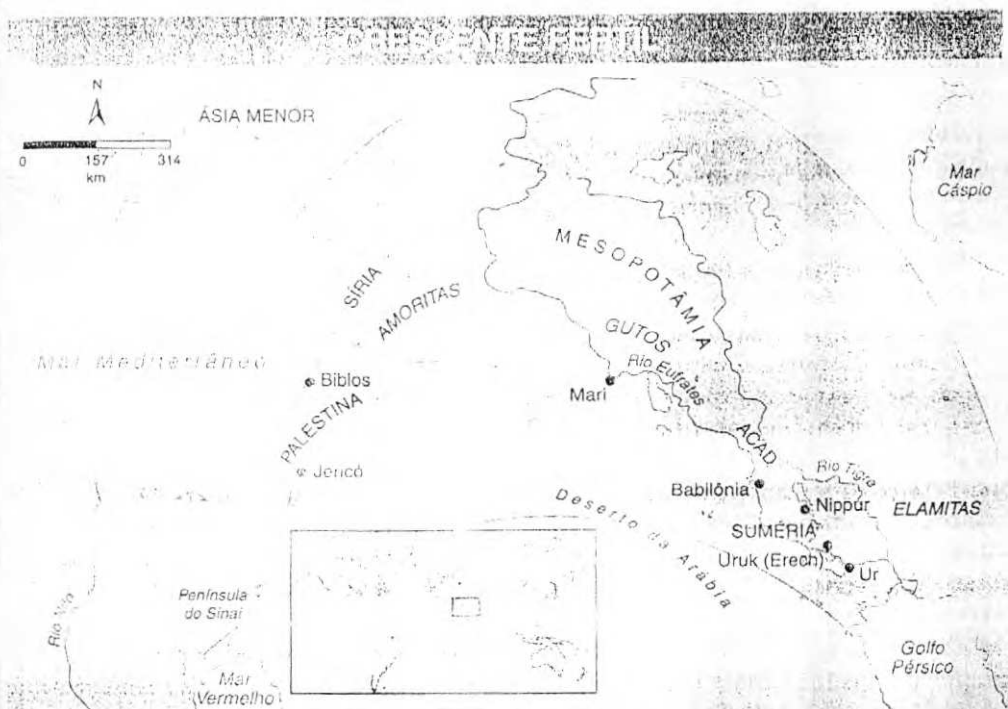 CRESCENTE FÉRTIL
N
0 157 314
km
ÁSIA MENOR
Mar
Cáspio
MESOPOTÂMIA
SÍRIA
AMORITAS
GUTOS
Rio Eufrates
Mar Mediterrâneo
Biblos
Mari
PALESTINA
ACAD
Jericó
Rio Tigre
Babilônia
Nippur
ELAMITAS
Deserto da Arábia
SUMÉRIA
Uruk (Erech)
Ur
Península
do Sinai
Rio Nilo
Golfo
Pérsico
Mar
Vermelho